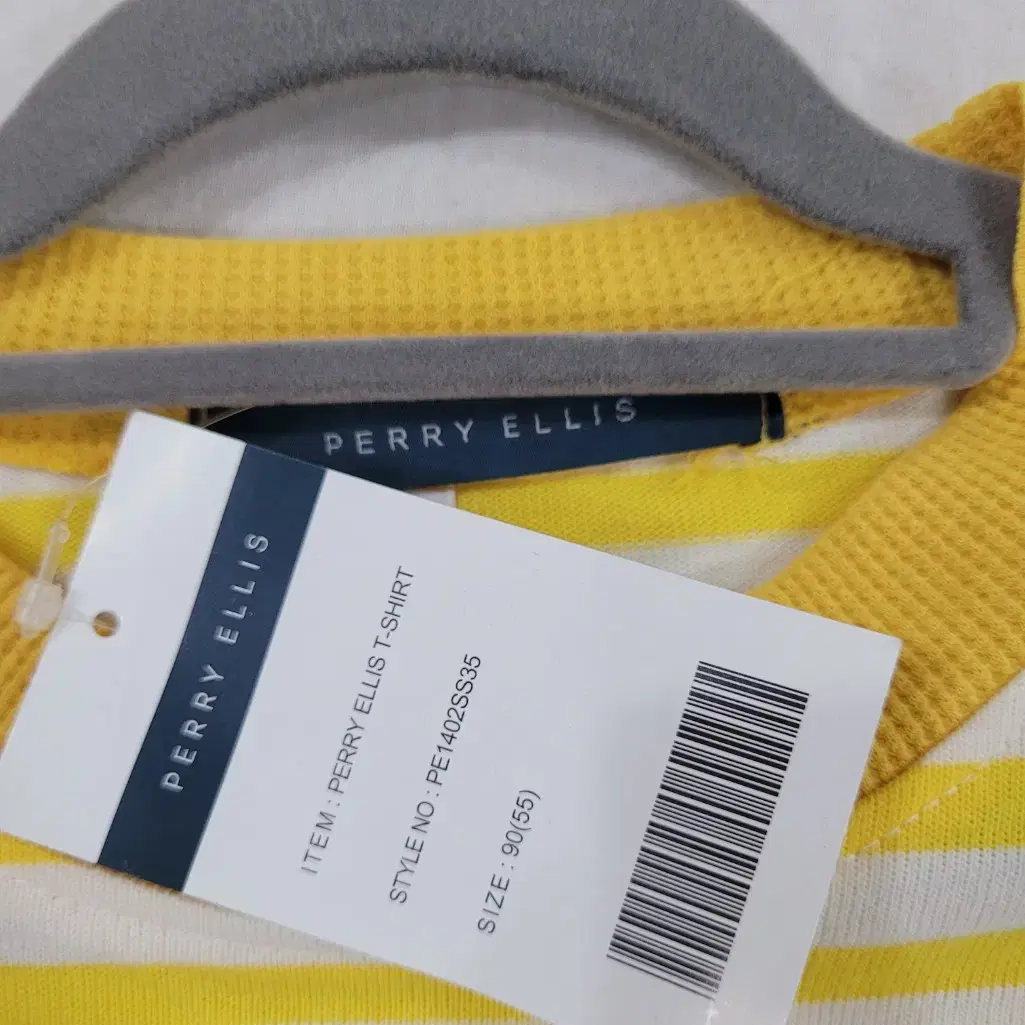 PERRY ELLIS
PERRY ELLIS
ITEM : PERRY ELLIS T-SHIRT
STYLE NO : PE1402SS35
SIZE : 90(55)